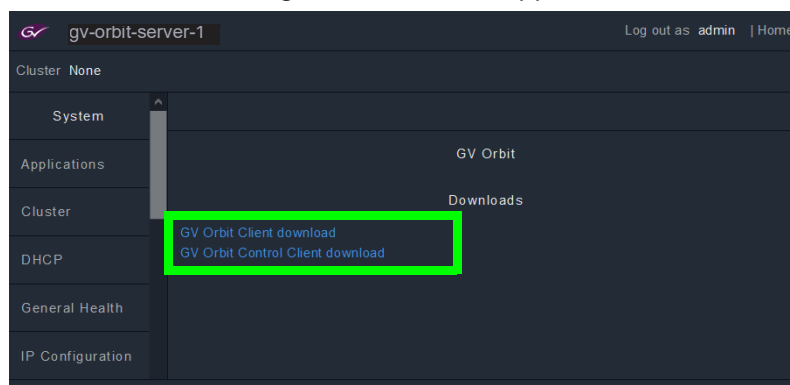 gv-orbit-server-1
Log out as admin | Home
Cluster None
System
Applications
Cluster
DHCP
General Health
IP Configuration
GV Orbit
Downloads
GV Orbit Client download
GV Orbit Control Client download